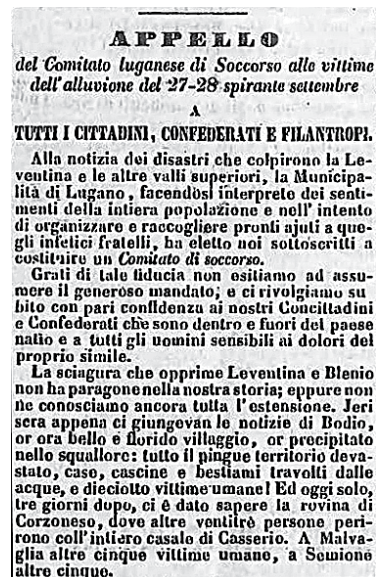 APPELLO
del Comitato luganese di Soccorso alle vittime
dell'alluvione del 27-28 spirante settembre
A
TUTTI I CITTADINI, CONFEDERATI E FILANTROPI.
Alla notizia dei disastri che colpirono la Le-
ventina e le altre valli superiori, la Municipa-
lità di Lugano, facendosi interprete dei senti-
menti della intiera popolazione e nell' intento
di organizzare e raccogliere pronti ajuti a que-
gli infelici fratelli, ha eletto noi sottoscritti a
costituire un Comitato di soccorso.
Grati di tale fiducia non esitiamo ad assu-
mere il generoso mandato; e ci rivolgiamo su
bito con pari confidenza ai nostri Concittadini
e Confederati che sono dentro e fuori del paese
natio e a tutti gli uomini sensibili ai dolori del
proprio simile.
La sciagura che opprime Leventina e Blenio
non ha paragone nella nostra storia; eppure non
ne conosciamo ancora tutta l'estensione. Jeri
sera appena ci giungevan le notizie di Bodio,
or ora bello e florido villaggio, or precipitato
nello squallore: tutto il pingue territorio deva-
stato, case, cascine e bestiami travolti dalle
acque, e dieciotto vittime umane! Ed oggi solo,
tre giorni dopo, ci è dato sapere la rovina di
Corzoneso, dove altre ventitrè persone peri-
rono coll'intiero casale di Casserio. A Malva-
glia altre cinque vittime umane, a Semione
altre cinque.